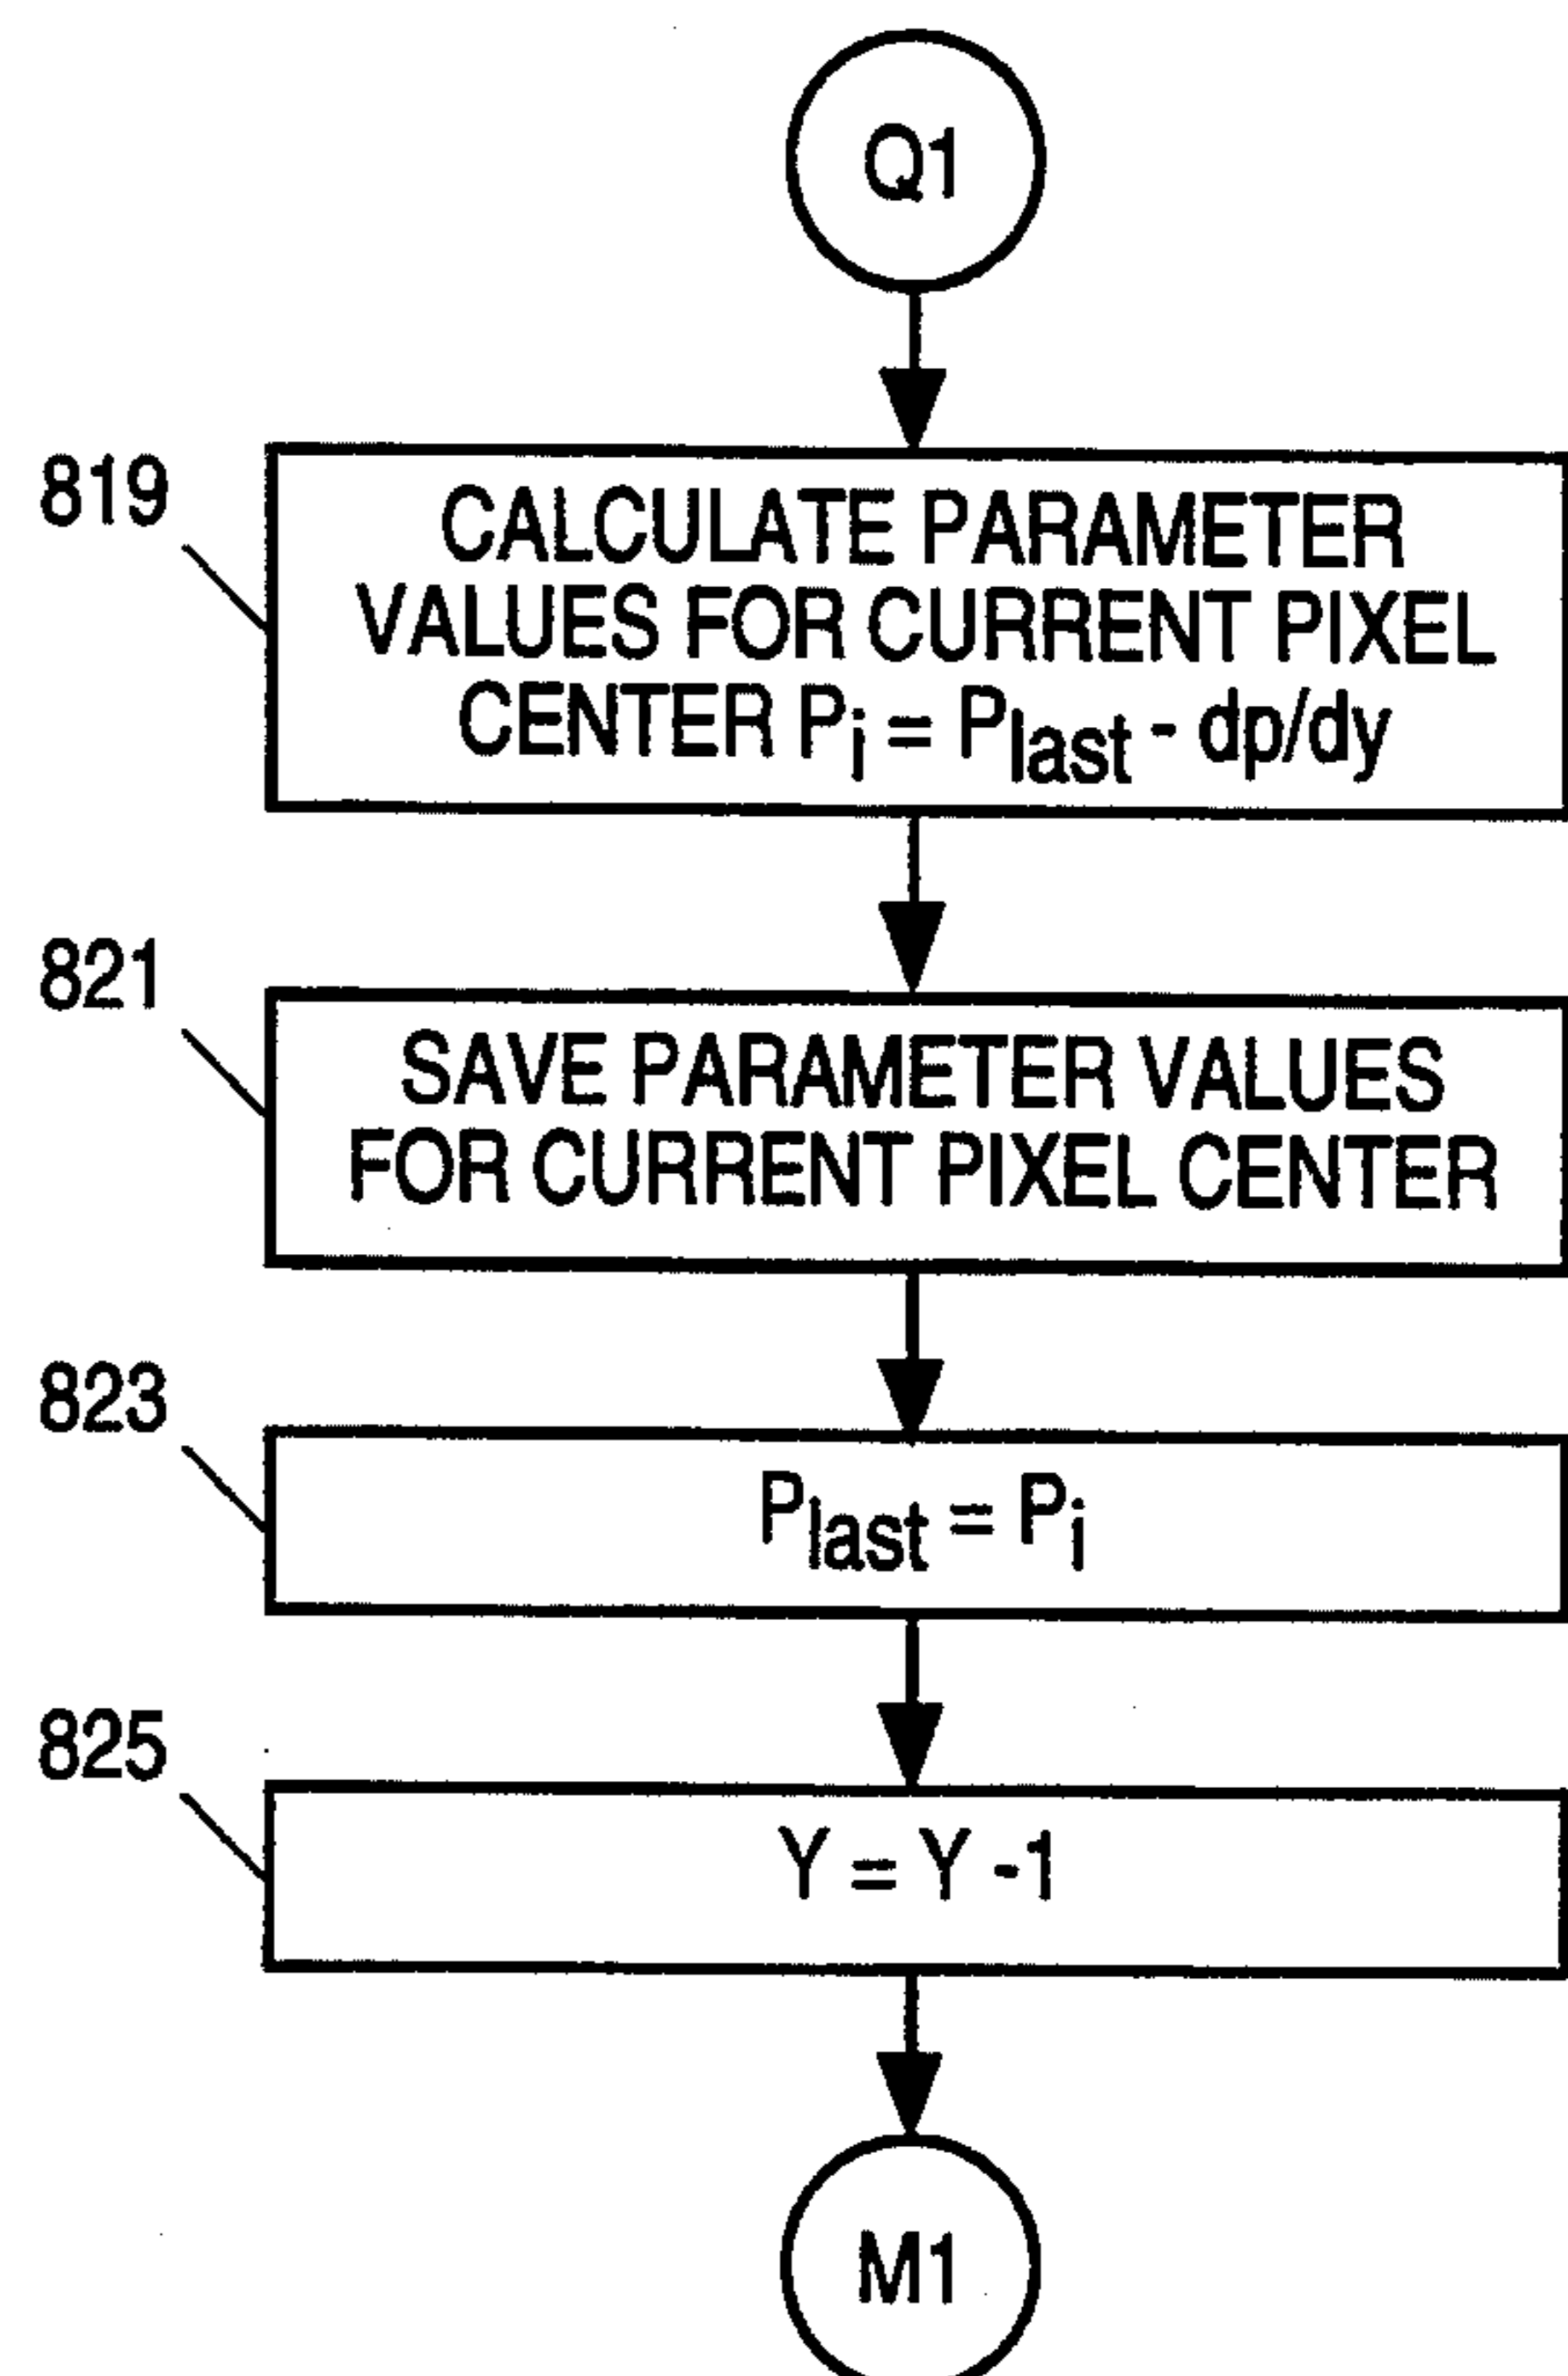 Q1
819
CALCULATE PARAMETER
VALUES FOR CURRENT PIXEL
CENTER Pi = Plast - dp/dy
821
SAVE PARAMETER VALUES
FOR CURRENT PIXEL CENTER
823
Plast = Pi
825
Y = Y -1
M1